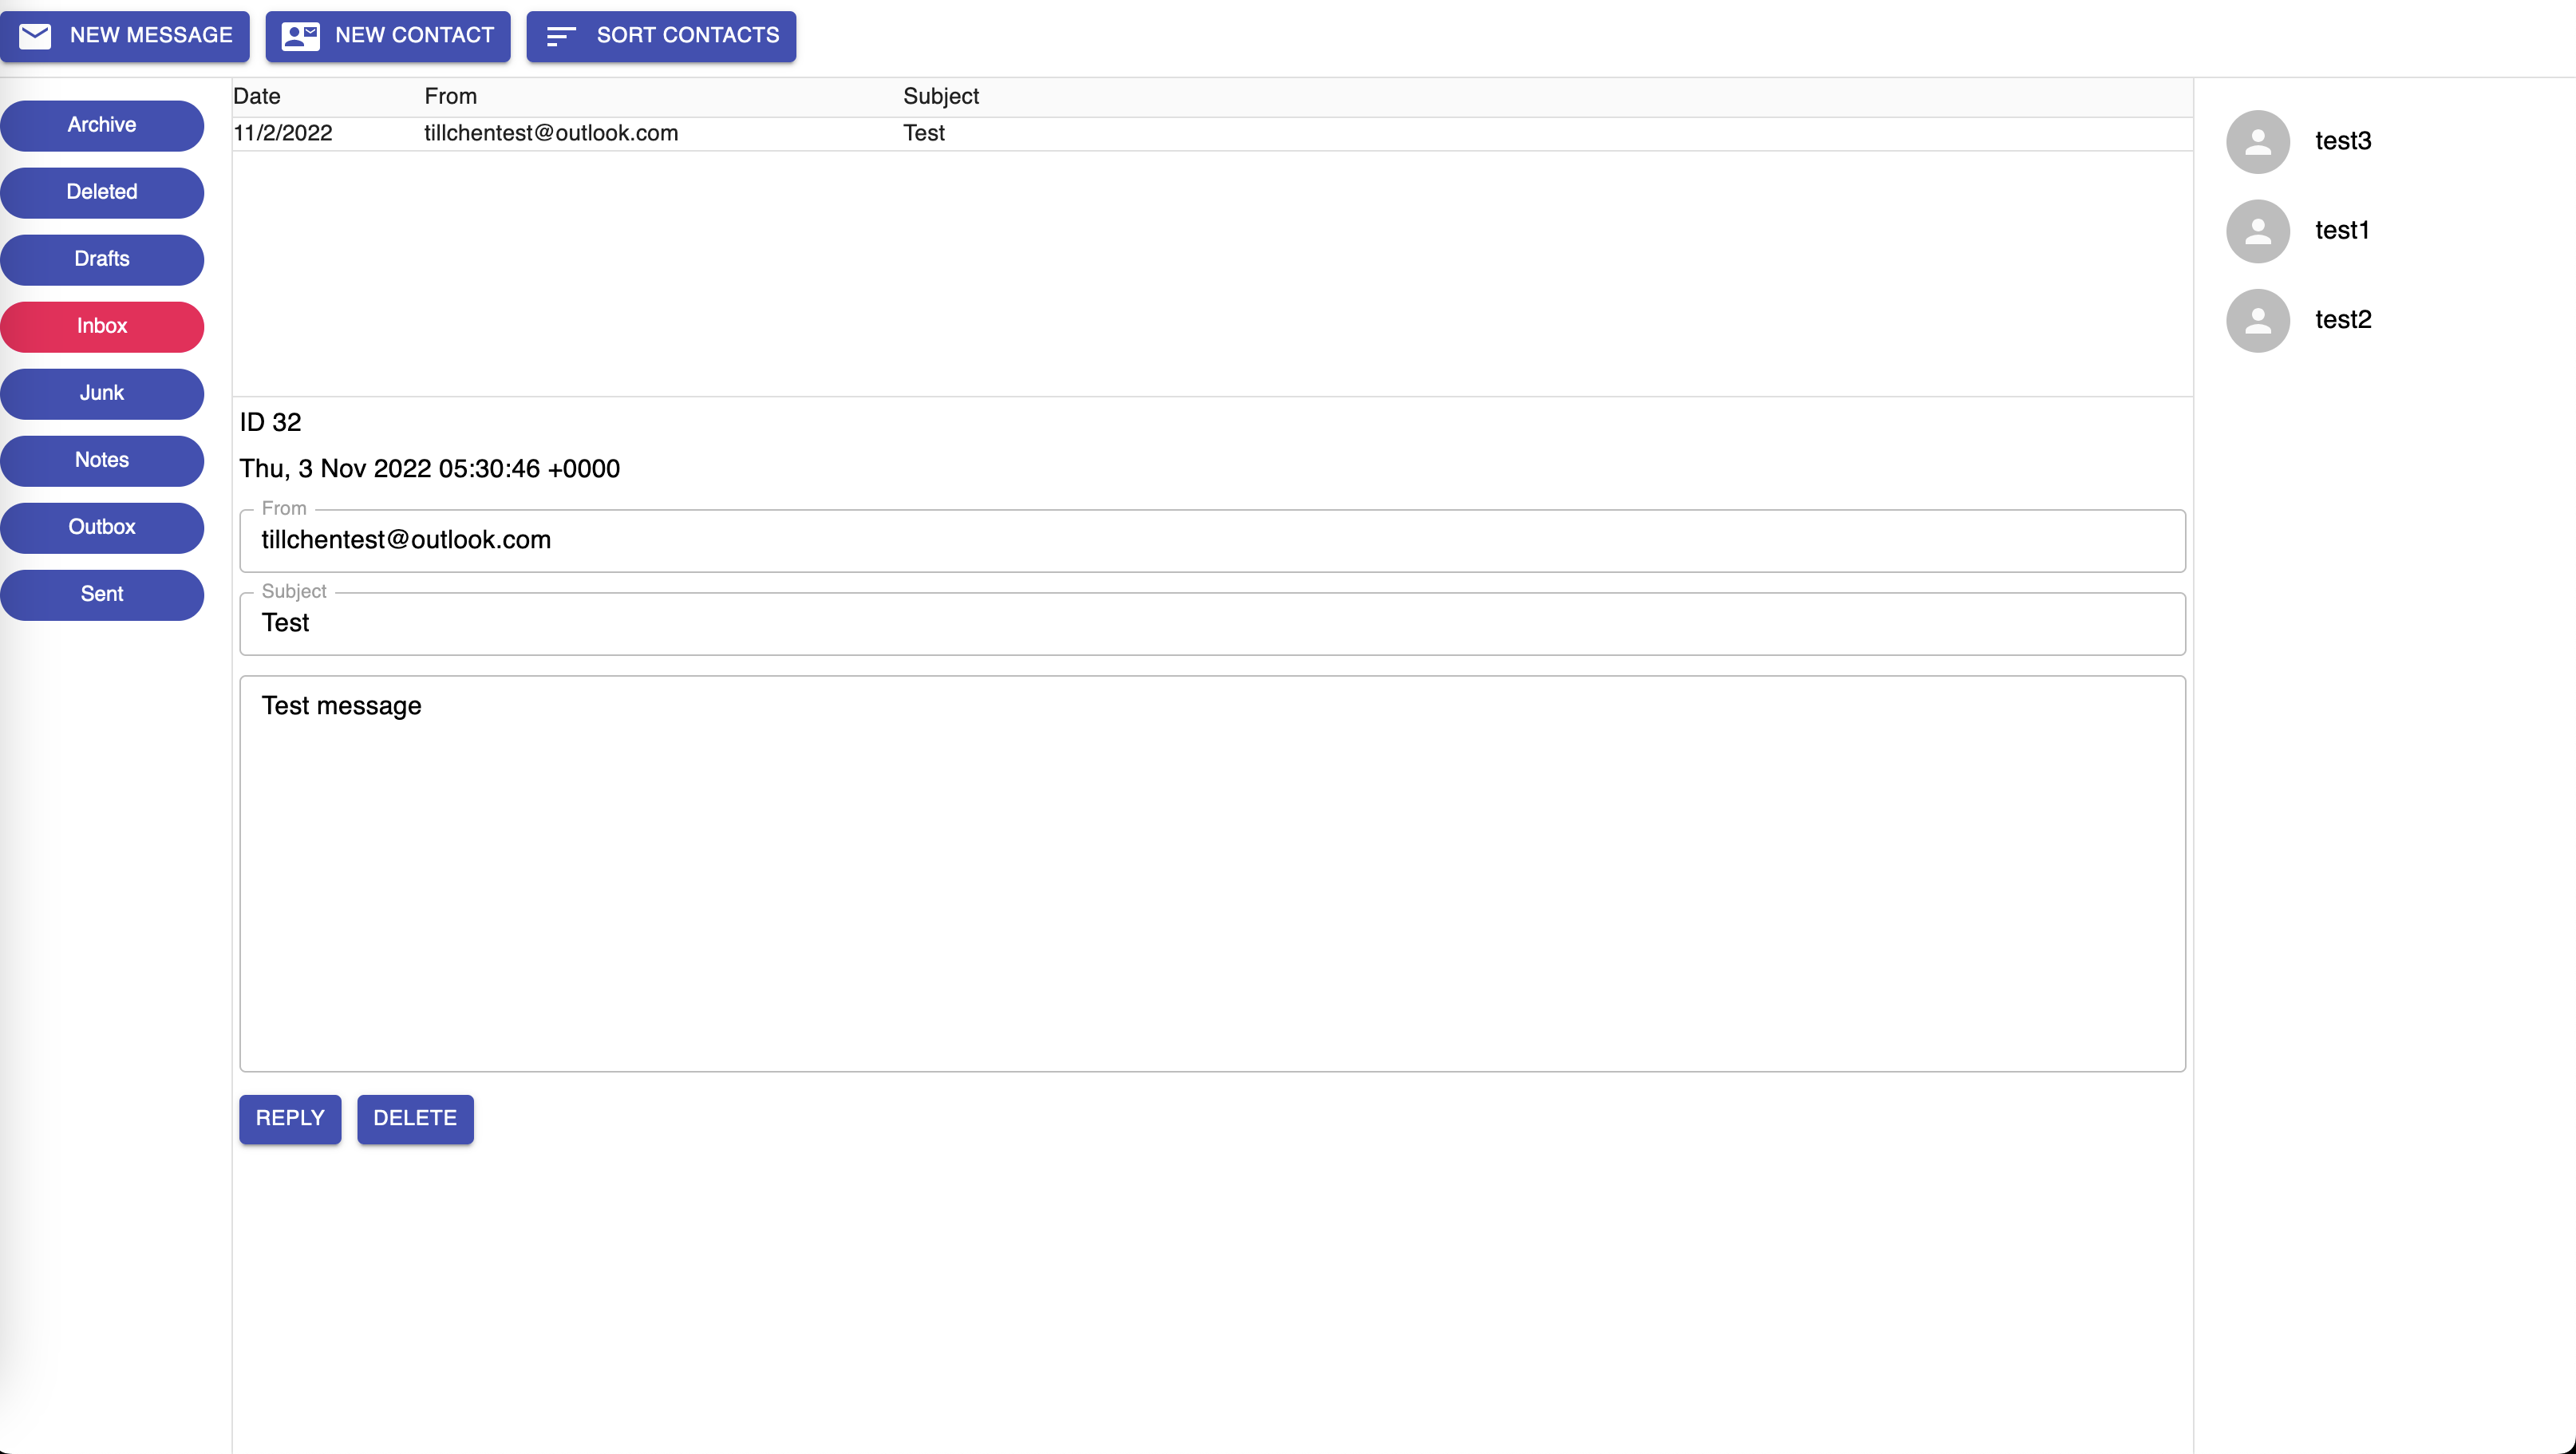 NEW MESSAGE NEW CONTACT SORT CONTACTS
Archive
Deleted
Drafts
Inbox
Junk
Notes
Outbox
Sent
Date From Subject
11/2/2022 tillchentest@outlook.com Test
ID 32
Thu, 3 Nov 2022 05:30:46 +0000
From
tillchentest@outlook.com
Subject
Test
Test message
REPLY DELETE
test3
test1
test2